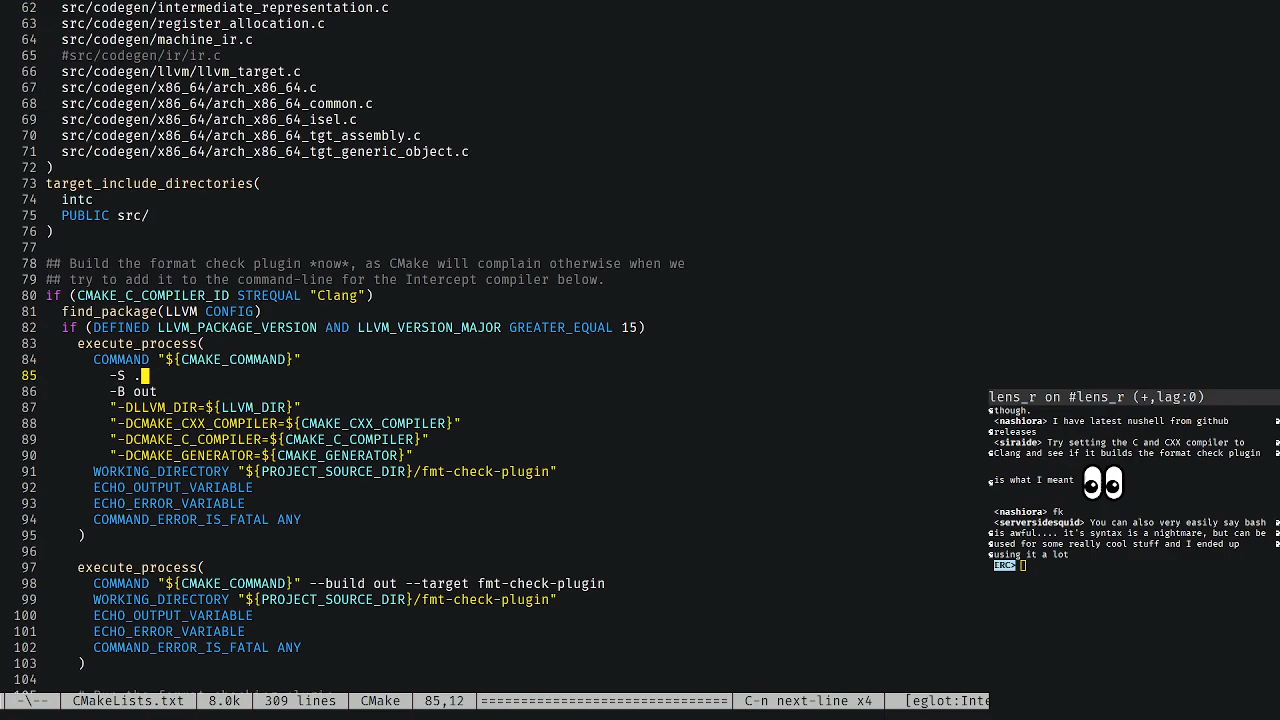 62 src/codegen/intermediate_representation.c
63 src/codegen/register_allocation.c
64 src/codegen/machine_ir.c
65 #src/codegen/ir/ir.c
66 src/codegen/llvm/llvm_target.c
67 src/codegen/x86_64/arch_x86_64.c
68 src/codegen/x86_64/arch_x86_64_common.c
69 src/codegen/x86_64/arch_x86_64_isel.c
70 src/codegen/x86_64/arch_x86_64_tgt_assembly.c
71 src/codegen/x86_64/arch_x86_64_tgt_generic_object.c
72 )
73 target_include_directories(
74 intc
75 PUBLIC src/
76 )
77
78 ## Build the format check plugin *now*, as CMake will complain otherwise when we
79 ## try to add it to the command-line for the Intercept compiler below.
80 if (CMAKE_C_COMPILER_ID STREQUAL "Clang")
81 find_package(LLVM CONFIG)
82 if (DEFINED LLVM_PACKAGE_VERSION AND LLVM_VERSION_MAJOR GREATER_EQUAL 15)
83 execute_process(
84 COMMAND "${CMAKE_COMMAND}"
85 -S .
86 -B out
87 "-DLLVM_DIR=${LLVM_DIR}"
88 "-DCMAKE_CXX_COMPILER=${CMAKE_CXX_COMPILER}"
89 "-DCMAKE_C_COMPILER=${CMAKE_C_COMPILER}"
90 "-DCMAKE_GENERATOR=${CMAKE_GENERATOR}"
91 WORKING_DIRECTORY "${PROJECT_SOURCE_DIR}/fmt-check-plugin"
92 ECHO_OUTPUT_VARIABLE
93 ECHO_ERROR_VARIABLE
94 COMMAND_ERROR_IS_FATAL ANY
95 )
96
97 execute_process(
98 COMMAND "${CMAKE_COMMAND}" --build out --target fmt-check-plugin
99 WORKING_DIRECTORY "${PROJECT_SOURCE_DIR}/fmt-check-plugin"
100 ECHO_OUTPUT_VARIABLE
101 ECHO_ERROR_VARIABLE
102 COMMAND_ERROR_IS_FATAL ANY
103 )
104
-\-- CMakeLists.txt 8.0k 309 lines CMake 85,12 ================================ C-n next-line x4 [eglot:Inte
lens_r on #lens_r (+,lag:0)
though.
<nashiora> I have latest nushell from github
releases
<siraide> Try setting the C and CXX compiler to
Clang and see if it builds the format check plugin
is what I meant
<nashiora> fk
<serversidesquid> You can also very easily say bash
is awful.... it's syntax is a nightmare, but can be
used for some really cool stuff and I ended up
using it a lot
ERC>